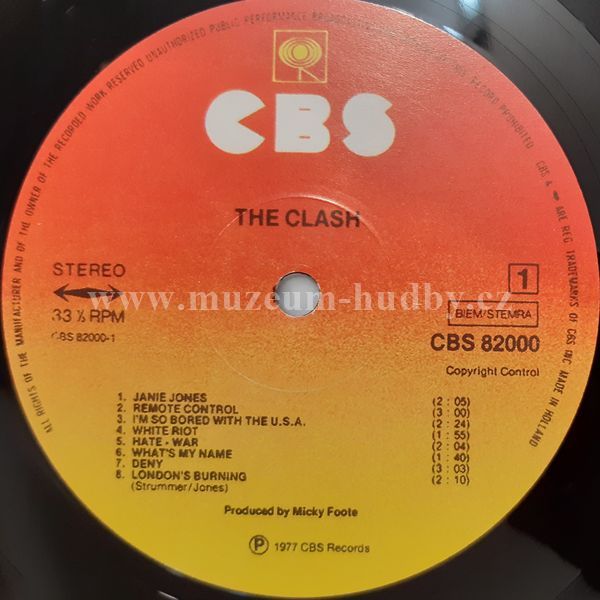 ALL RIGHTS OF THE MANUFACTURER AND OF THE OWNER OF THE RECORDED WORK RESERVED UNAUTHORIZED PUBLIC PERFORMANCE BROADCASTING
RECORD PROHIBITED CBS & ARE REG. TRADEMARKS OF CBS INC. MADE IN HOLLAND
CBS
THE CLASH
STEREO
33 ⅓ RPM
CBS 82000-1
1
BIEM/STEMRA
CBS 82000
Copyright Control
www.muzeum-hudby.cz
1. JANIE JONES (2 : 05)
2. REMOTE CONTROL (3 : 00)
3. I'M SO BORED WITH THE U.S.A. (2 : 24)
4. WHITE RIOT (1 : 55)
5. HATE - WAR (2 : 04)
6. WHAT'S MY NAME (1 : 40)
7. DENY (3 : 03)
8. LONDON'S BURNING (2 : 10)
(Strummer/Jones)
Produced by Micky Foote
Ⓟ 1977 CBS Records